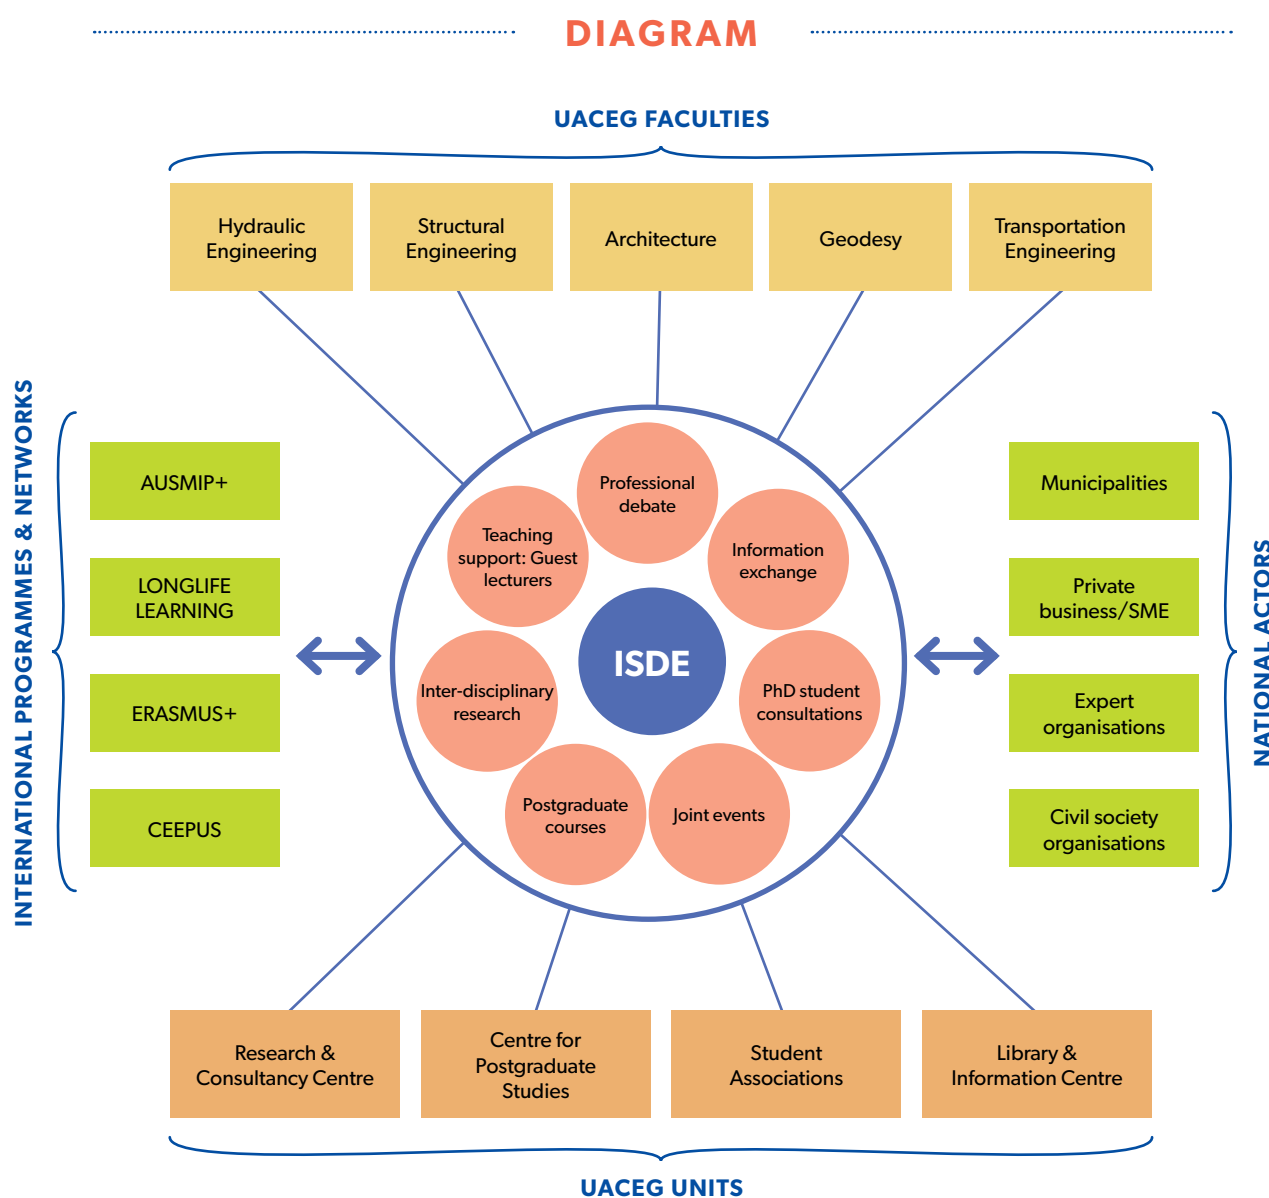 DIAGRAM
UACEG FACULTIES
Hydraulic
Engineering
Structural
Engineering
Architecture
Geodesy
Transportation
Engineering
INTERNATIONAL PROGRAMMES & NETWORKS
AUSMIP+
LONGLIFE
LEARNING
ERASMUS+
CEEPUS
Professional
debate
Teaching
support: Guest
lecturers
Information
exchange
ISDE
Inter-disciplinary
research
PhD student
consultations
Postgraduate
courses
Joint events
Municipalities
Private
business/SME
Expert
organisations
Civil society
organisations
NATIONAL ACTORS
Research &
Consultancy Centre
Centre for
Postgraduate
Studies
Student
Associations
Library &
Information Centre
UACEG UNITS